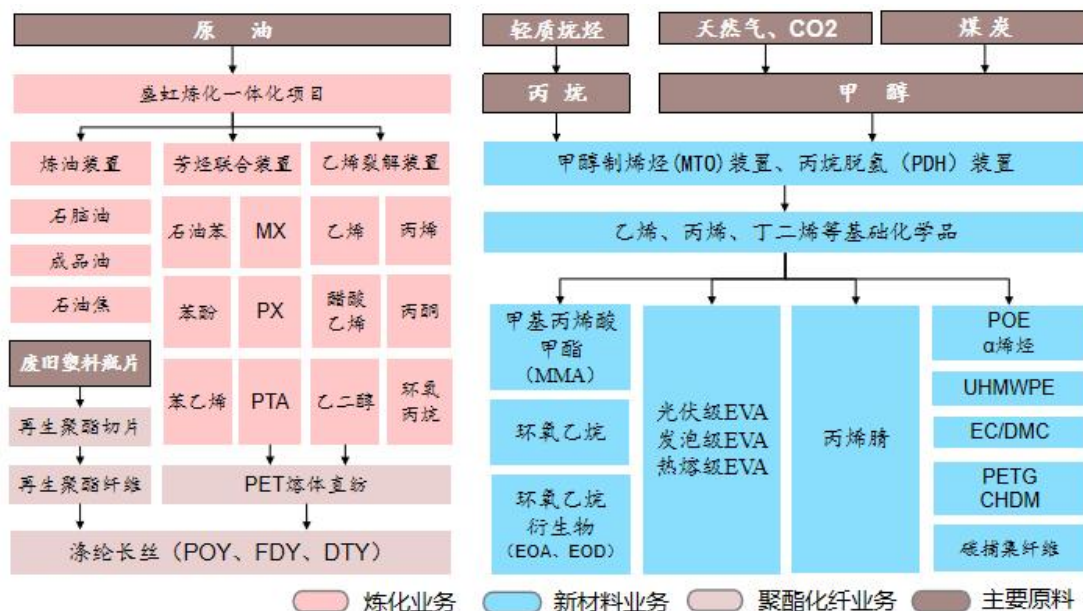 原 油
盛虹炼化一体化项目
炼油装置
芳烃联合装置
乙烯裂解装置
石脑油
成品油
石油焦
石油苯
MX
乙烯
丙烯
苯酚
PX
醋酸
乙烯
丙酮
苯乙烯
PTA
乙二醇
环氧
丙烷
废旧塑料瓶片
再生聚酯切片
再生聚酯纤维
PET熔体直纺
涤纶长丝（POY、FDY、DTY）
轻质烷烃
天然气、CO2
煤炭
丙烷
甲 醇
甲醇制烯烃(MTO)装置、丙烷脱氢（PDH）装置
乙烯、丙烯、丁二烯等基础化学品
甲基丙烯酸
甲酯
（MMA）
环氧乙烷
环氧乙烷
衍生物
（EOA、EOD）
光伏级EVA
发泡级EVA
热熔级EVA
丙烯腈
POE
α烯烃
UHMWPE
EC/DMC
PETG
CHDM
碳捕集纤维
炼化业务
新材料业务
聚酯化纤业务
主要原料